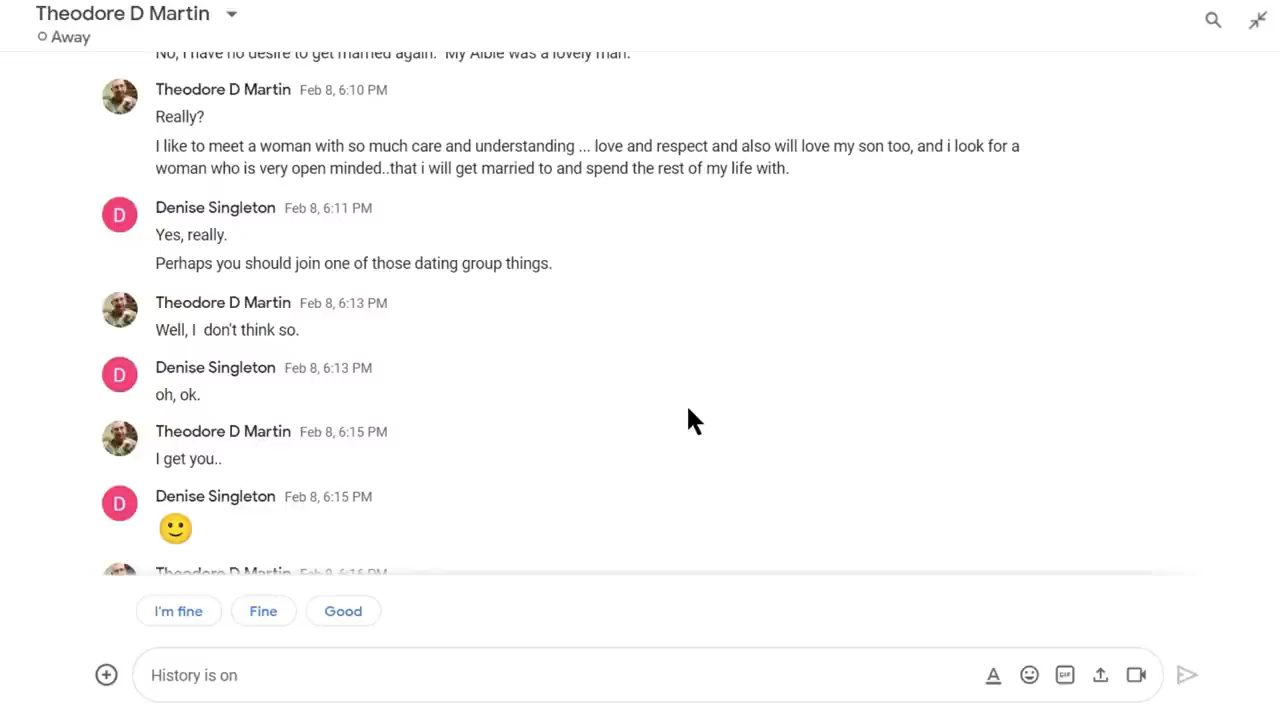 Theodore D Martin
Away
No, I have no desire to get married again. My Albie was a lovely man.
Theodore D Martin Feb 8, 6:10 PM
Really?
I like to meet a woman with so much care and understanding ... love and respect and also will love my son too, and i look for a
woman who is very open minded..that i will get married to and spend the rest of my life with.
D
Denise Singleton Feb 8, 6:11 PM
Yes, really.
Perhaps you should join one of those dating group things.
Theodore D Martin Feb 8, 6:13 PM
Well, I don't think so.
D
Denise Singleton Feb 8, 6:13 PM
oh, ok.
Theodore D Martin Feb 8, 6:15 PM
I get you..
D
Denise Singleton Feb 8, 6:15 PM
Theodore D Martin Feb 8, 6:16 PM
I'm fine
Fine
Good
History is on
A
GIF